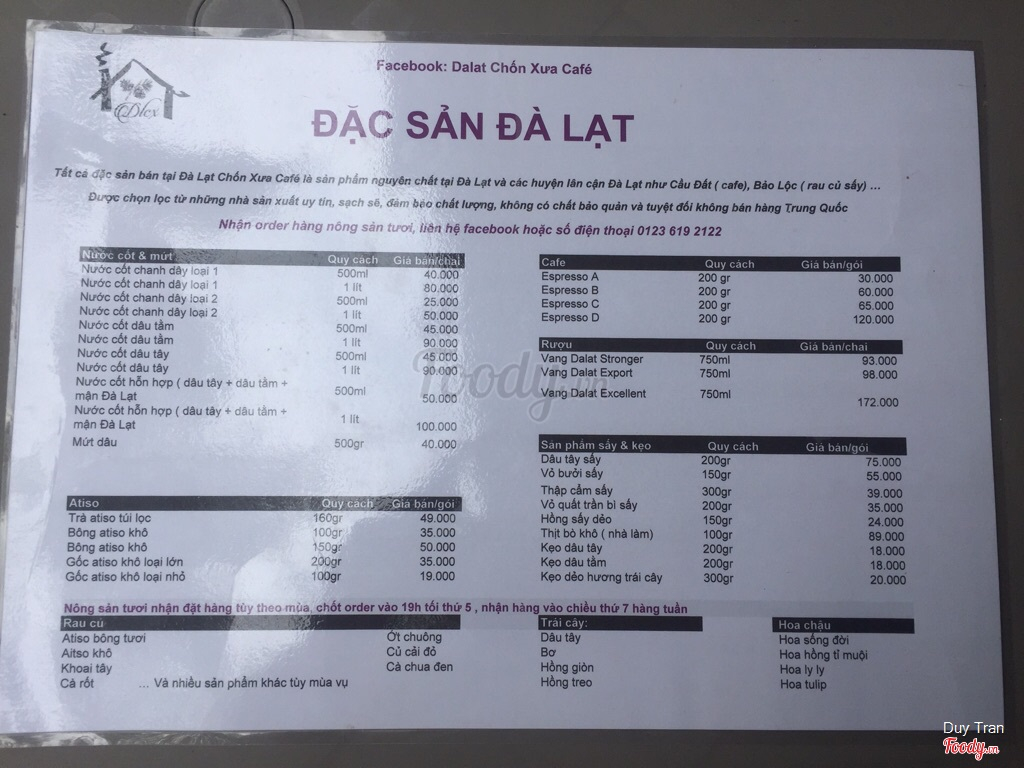 Dlcx
Facebook: Dalat Chốn Xưa Café
ĐẶC SẢN ĐÀ LẠT
Tất cả đặc sản bán tại Đà Lạt Chốn Xưa Café là sản phẩm nguyên chất tại Đà Lạt và các huyện lân cận Đà Lạt như Cầu Đất ( cafe), Bảo Lộc ( rau củ sấy) ...
Được chọn lọc từ những nhà sản xuất uy tín, sạch sẽ, đảm bảo chất lượng, không có chất bảo quản và tuyệt đối không bán hàng Trung Quốc
Nhận order hàng nông sản tươi, liên hệ facebook hoặc số điện thoại 0123 619 2122
Nước cốt & mứt Quy cách Giá bán/chai
Nước cốt chanh dây loại 1 500ml 40.000
Nước cốt chanh dây loại 1 1 lít 80.000
Nước cốt chanh dây loại 2 500ml 25.000
Nước cốt chanh dây loại 2 1 lít 50.000
Nước cốt dâu tằm 500ml 45.000
Nước cốt dâu tằm 1 lít 90.000
Nước cốt dâu tây 500ml 45.000
Nước cốt dâu tây 1 lít 90.000
Nước cốt hỗn hợp ( dâu tây + dâu tằm +
mận Đà Lạt 500ml 50.000
Nước cốt hỗn hợp ( dâu tây + dâu tằm +
mận Đà Lạt 1 lít 100.000
Mứt dâu 500gr 40.000
Atiso Quy cách Giá bán/gói
Trà atiso túi lọc 160gr 49.000
Bông atiso khô 100gr 35.000
Bông atiso khô 150gr 50.000
Gốc atiso khô loại lớn 200gr 35.000
Gốc atiso khô loại nhỏ 100gr 19.000
Cafe Quy cách Giá bán/gói
Espresso A 200 gr 30.000
Espresso B 200 gr 60.000
Espresso C 200 gr 65.000
Espresso D 200 gr 120.000
Rượu Quy cách Giá bán/chai
Vang Dalat Stronger 750ml 93.000
Vang Dalat Export 750ml 98.000
Vang Dalat Excellent 750ml 172.000
Sản phẩm sấy & kẹo Quy cách Giá bán/gói
Dâu tây sấy 200gr 75.000
Vỏ bưởi sấy 150gr 55.000
Thập cẩm sấy 300gr 39.000
Vỏ quất trần bì sấy 200gr 35.000
Hồng sấy dẻo 150gr 24.000
Thịt bò khô ( nhà làm) 100gr 89.000
Kẹo dâu tây 200gr 18.000
Kẹo dâu tằm 200gr 18.000
Kẹo dẻo hương trái cây 300gr 20.000
Nông sản tươi nhận đặt hàng tùy theo mùa, chốt order vào 19h tối thứ 5 , nhận hàng vào chiều thứ 7 hàng tuần
Rau củ
Atiso bông tươi Ớt chuông
Aitso khô Củ cải đỏ
Khoai tây Cà chua đen
Cà rốt ... Và nhiều sản phẩm khác tùy mùa vụ
Trái cây:
Dâu tây
Bơ
Hồng giòn
Hồng treo
Hoa chậu
Hoa sống đời
Hoa hồng tỉ muội
Hoa ly ly
Hoa tulip
Foody.vn
Duy Tran
Foody.vn